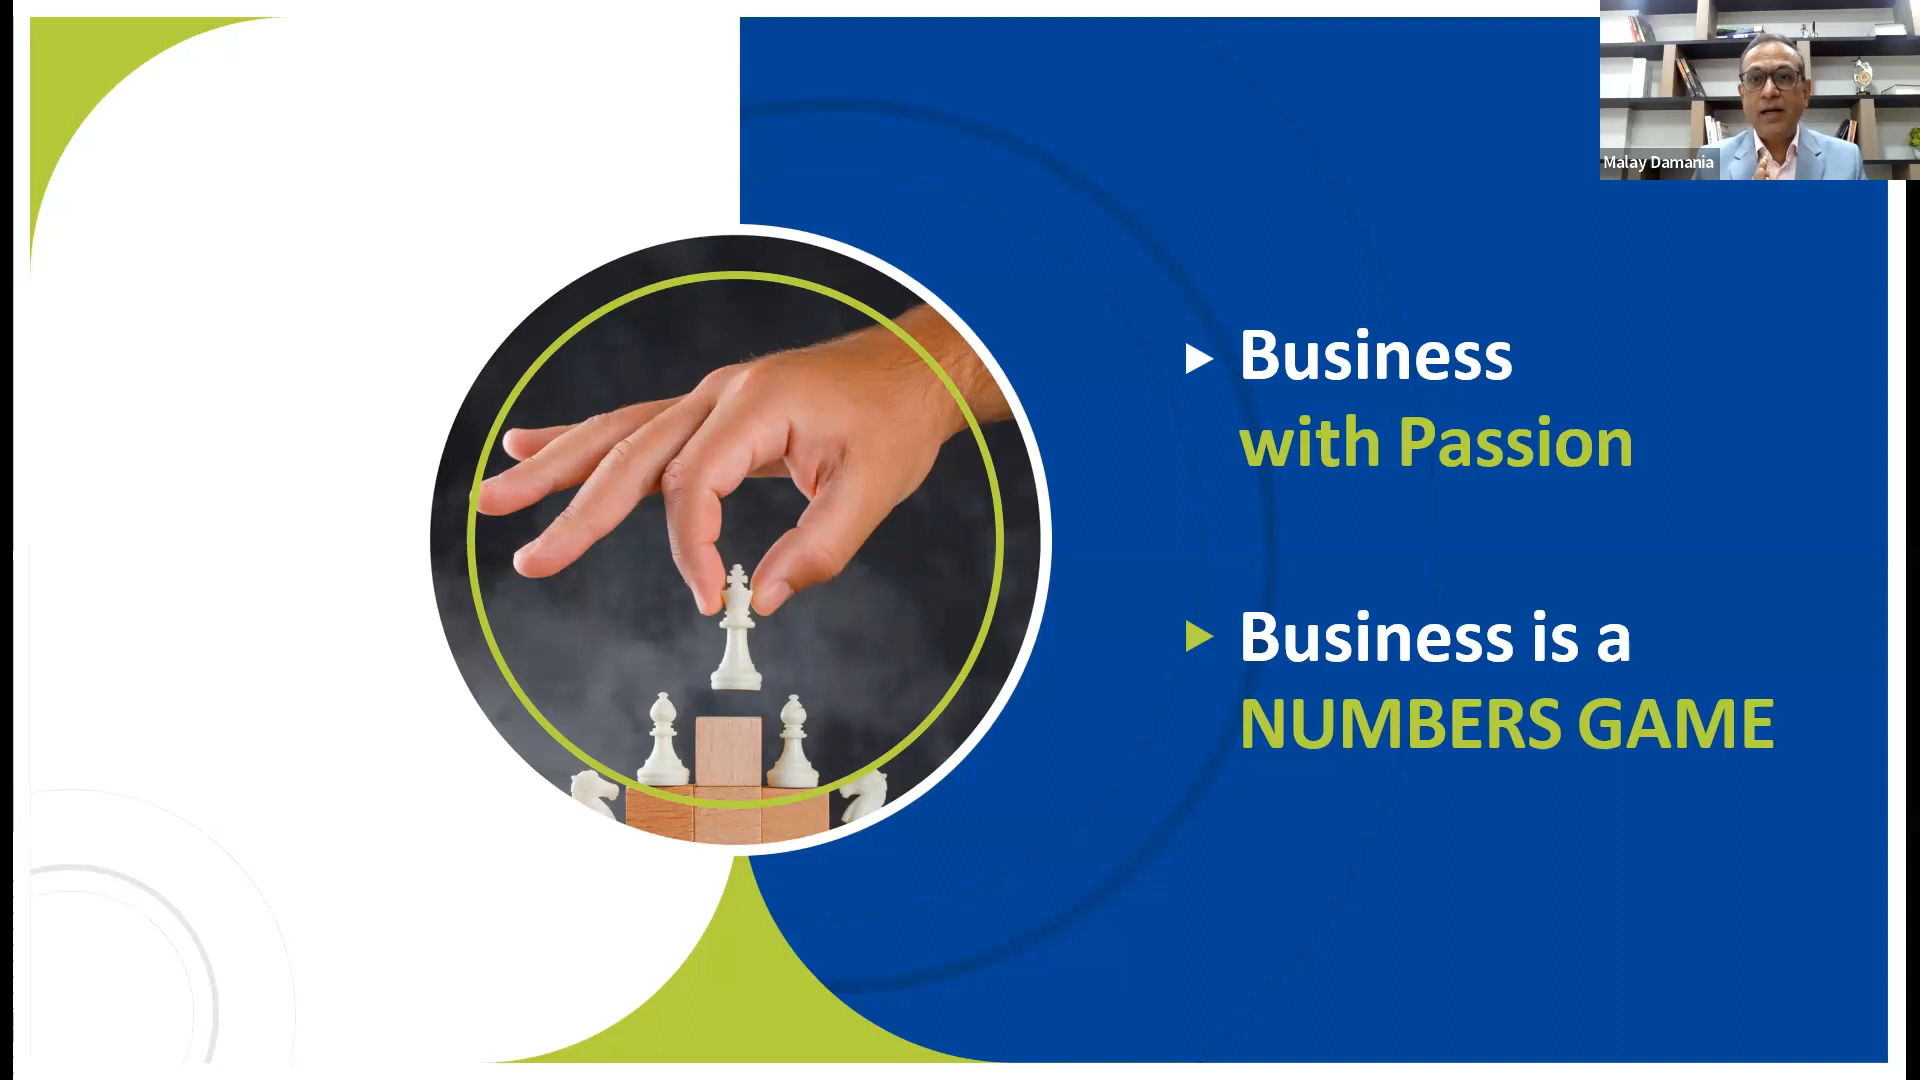 Malay Damania
Business
with Passion
Business is a
NUMBERS GAME